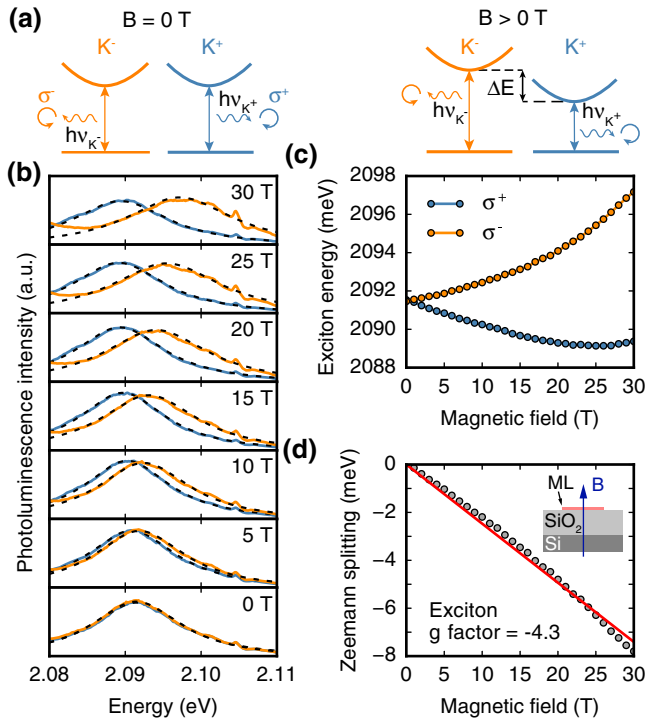 (a)
B = 0 T
B > 0 T
K⁻
K⁺
K⁻
K⁺
σ⁻
hν_K⁻
hν_K⁺
σ⁺
hν_K⁻
ΔE
hν_K⁺
(b)
30 T
25 T
20 T
15 T
10 T
5 T
0 T
Photoluminescence intensity (a.u.)
2.08
2.09
2.10
2.11
Energy (eV)
(c)
2098
2096
2094
2092
2090
2088
Exciton energy (meV)
σ⁺
σ⁻
0
5
10
15
20
25
30
Magnetic field (T)
(d)
0
−2
−4
−6
−8
Zeemann splitting (meV)
ML
B
SiO₂
Si
Exciton
g factor = -4.3
0
5
10
15
20
25
30
Magnetic field (T)